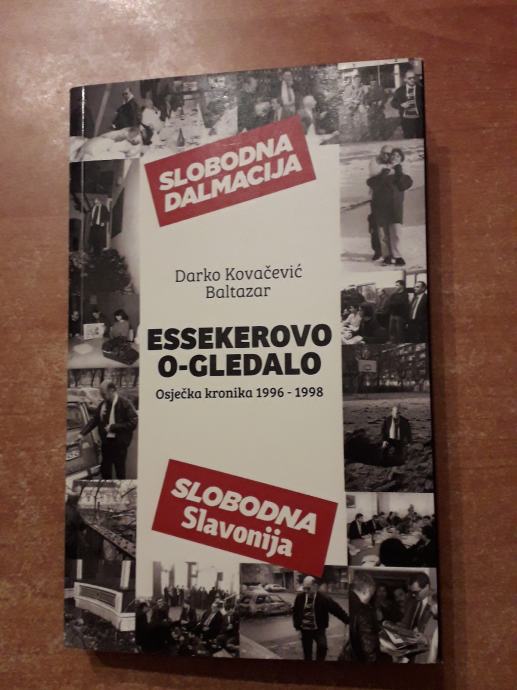 SLOBODNA
DALMACIJA
Darko Kovačević
Baltazar
ESSEKEROVO
O-GLEDALO
Osječka kronika 1996 - 1998
SLOBODNA
Slavonija